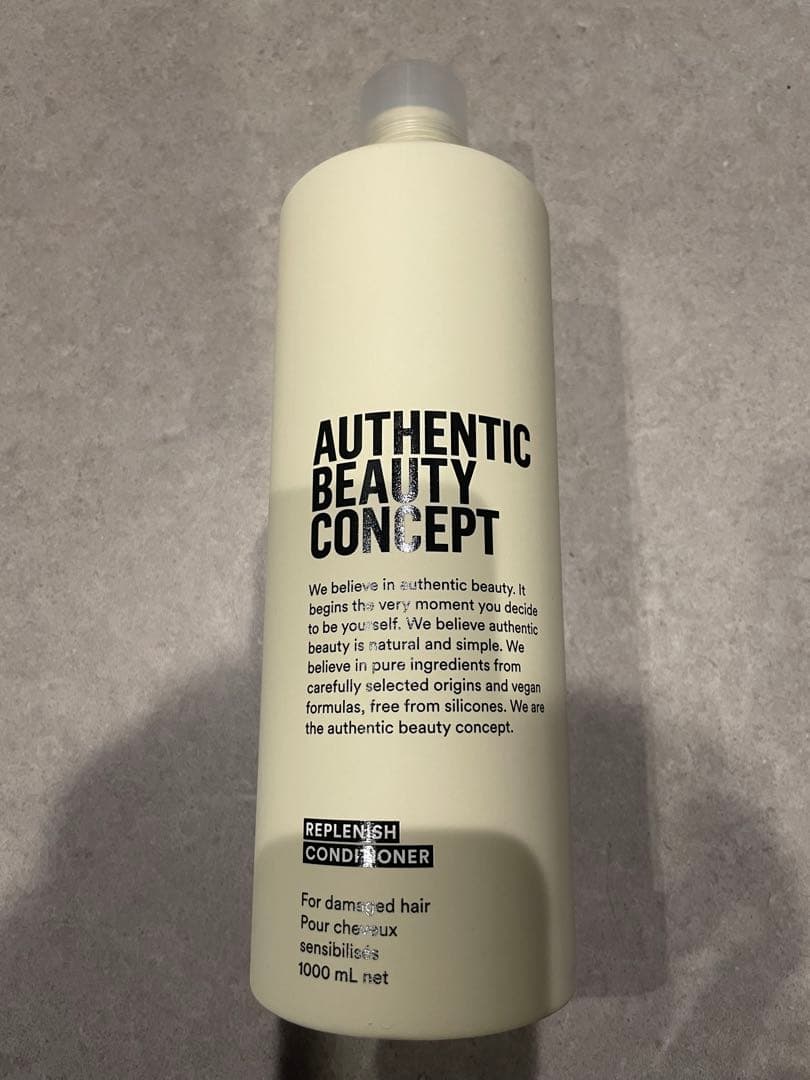 AUTHENTIC
BEAUTY
CONCEPT
We believe in authentic beauty. It
begins the very moment you decide
to be yourself. We believe authentic
beauty is natural and simple. We
believe in pure ingredients from
carefully selected origins and vegan
formulas, free from silicones. We are
the authentic beauty concept.
REPLENISH
CONDITIONER
For damaged hair
Pour cheveux
sensibilisés
1000 mL net